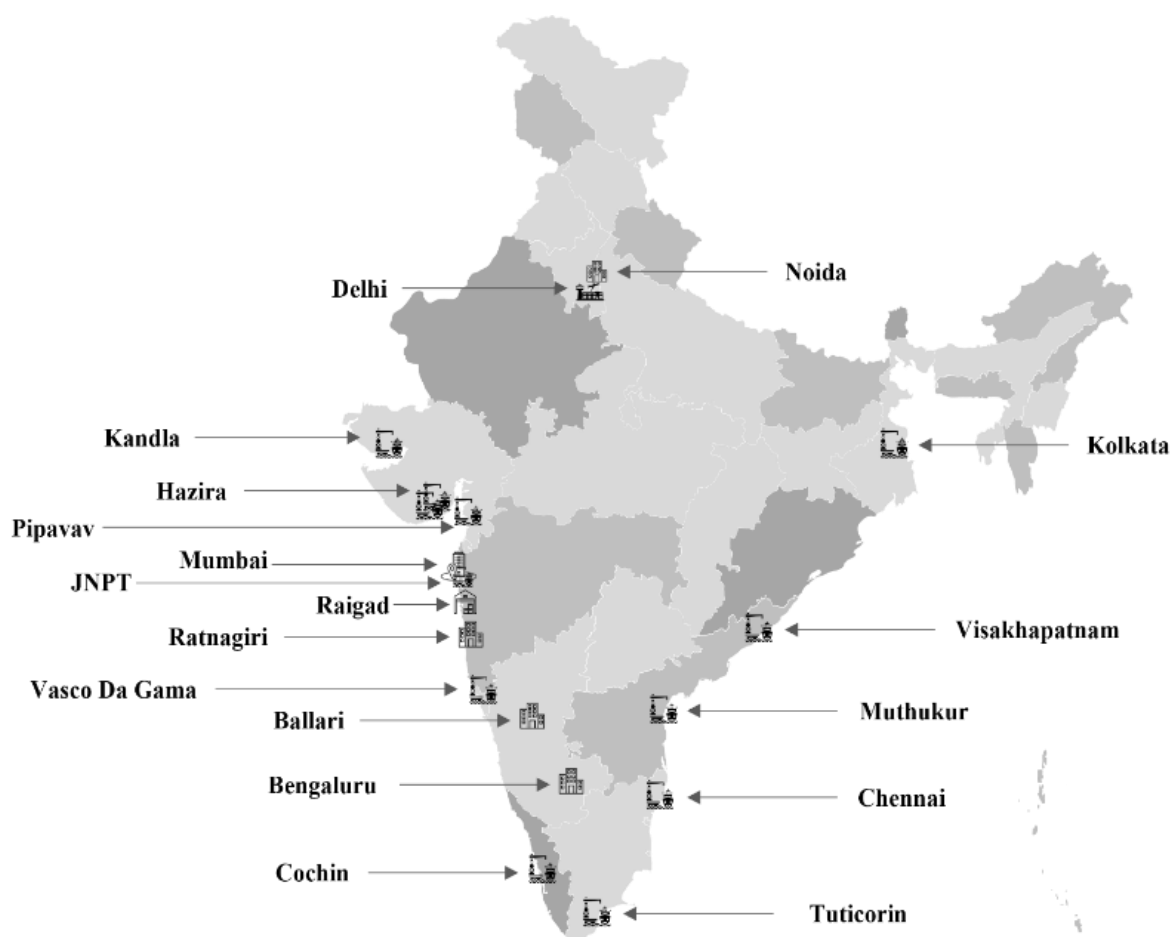 Noida
Delhi
Kandla
Kolkata
Hazira
Pipavav
Mumbai
JNPT
Raigad
Ratnagiri
Visakhapatnam
Vasco Da Gama
Muthukur
Ballari
Bengaluru
Chennai
Cochin
Tuticorin